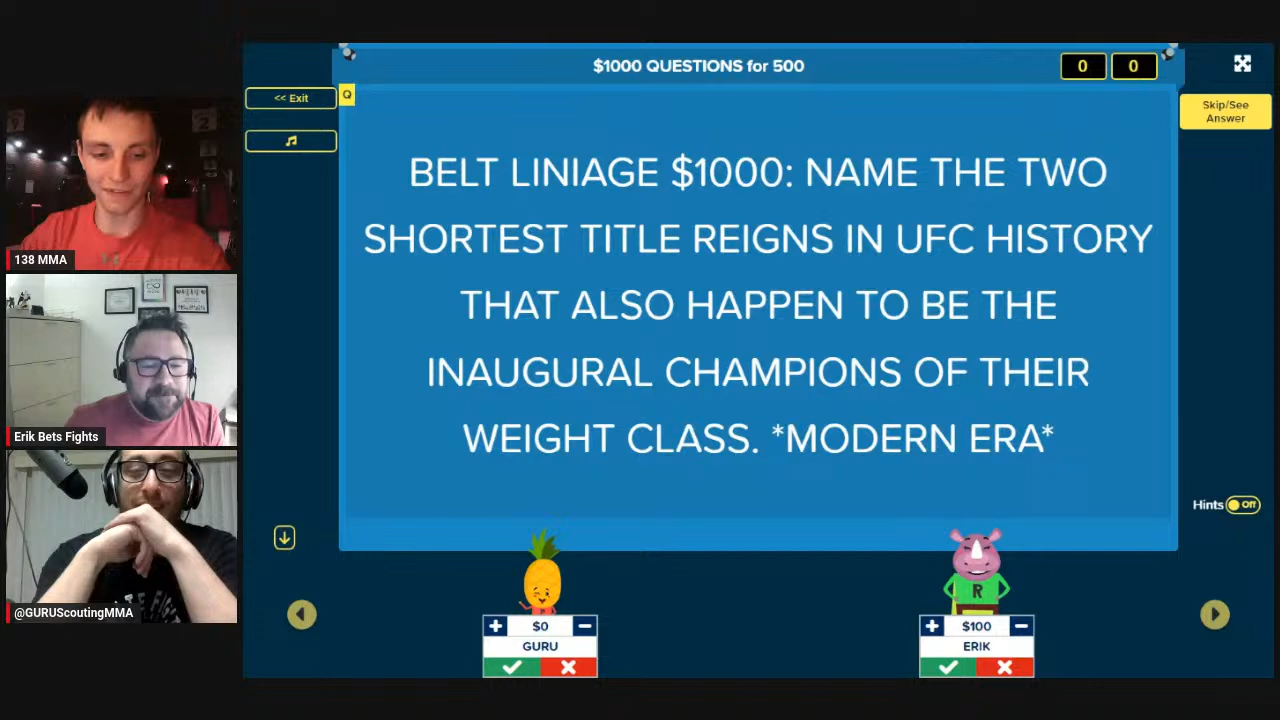 $1000 QUESTIONS for 500
0
0
<< Exit
Q
Skip/See
Answer
BELT LINIAGE $1000: NAME THE TWO
SHORTEST TITLE REIGNS IN UFC HISTORY
THAT ALSO HAPPEN TO BE THE
INAUGURAL CHAMPIONS OF THEIR
WEIGHT CLASS. *MODERN ERA*
138 MMA
Erik Bets Fights
@GURUScoutingMMA
Hints
Off
R
$0
GURU
$100
ERIK
2